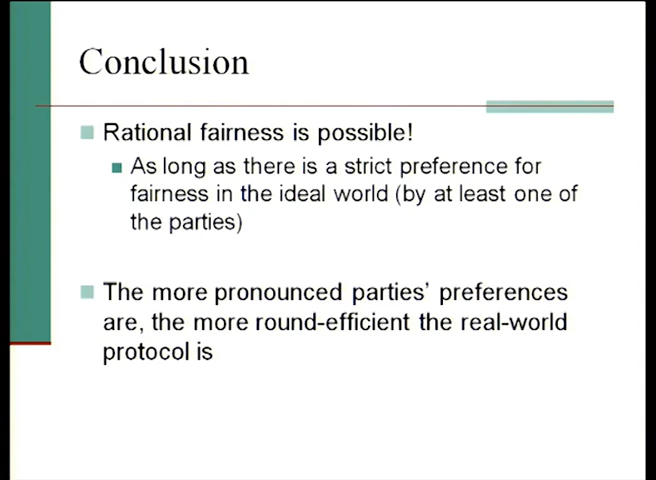 Conclusion
Rational fairness is possible!
As long as there is a strict preference for
fairness in the ideal world (by at least one of
the parties)
The more pronounced parties' preferences
are, the more round-efficient the real-world
protocol is